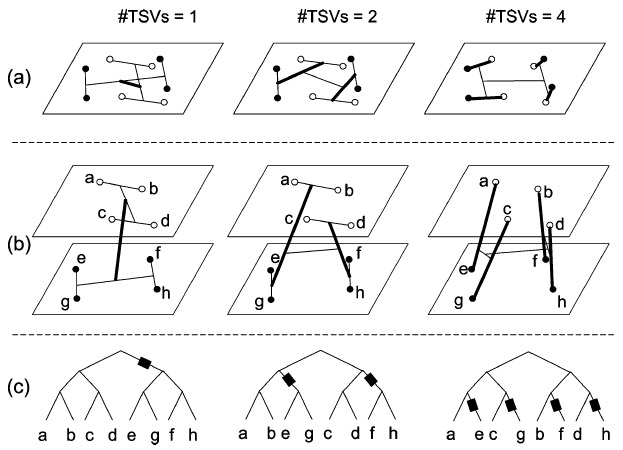 #TSVs = 1 #TSVs = 2 #TSVs = 4
(a)
a b c d e f g h
a b c d e f g h
a b c d e f g h
(b)
(c)
a b c d e g f h
a b e g c d f h
a e c g b f d h